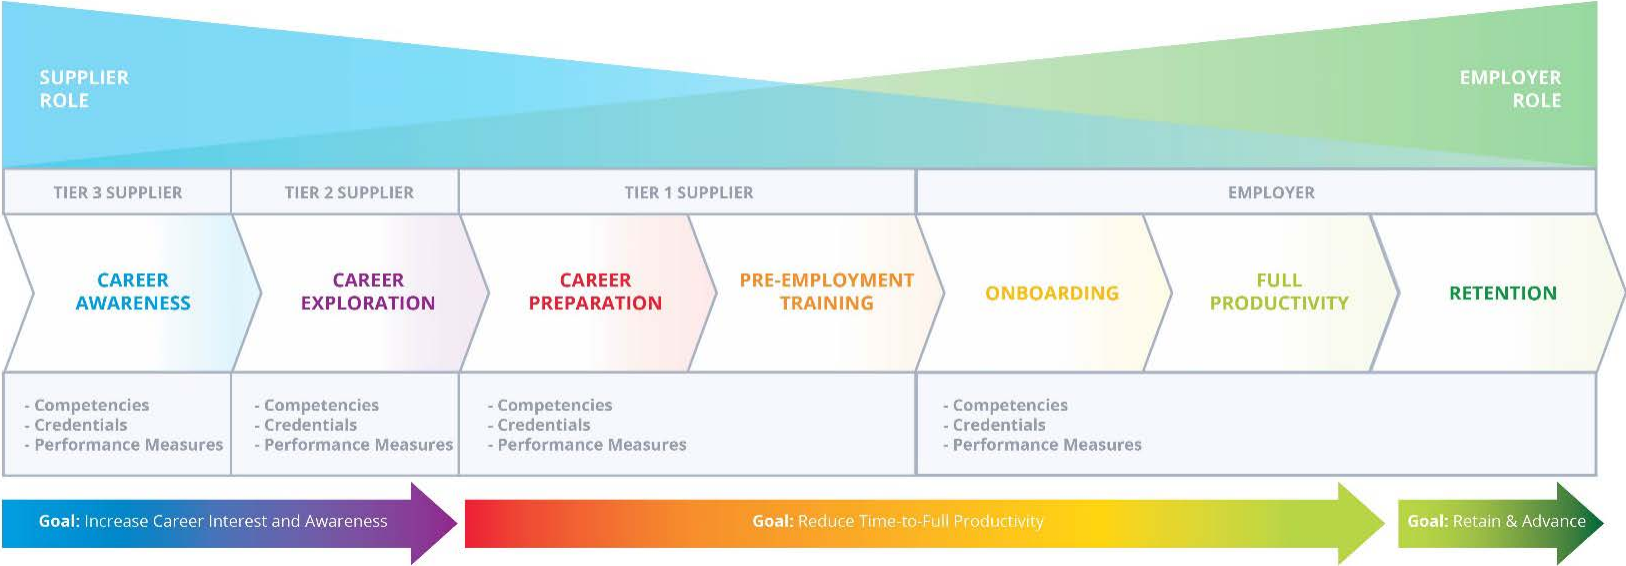 SUPPLIER
ROLE
EMPLOYER
ROLE
TIER 3 SUPPLIER
TIER 2 SUPPLIER
TIER 1 SUPPLIER
EMPLOYER
CAREER
AWARENESS
CAREER
EXPLORATION
CAREER
PREPARATION
PRE-EMPLOYMENT
TRAINING
ONBOARDING
FULL
PRODUCTIVITY
RETENTION
- Competencies
- Credentials
- Performance Measures
- Competencies
- Credentials
- Performance Measures
- Competencies
- Credentials
- Performance Measures
- Competencies
- Credentials
- Performance Measures
Goal: Increase Career Interest and Awareness
Goal: Reduce Time-to-Full Productivity
Goal: Retain & Advance